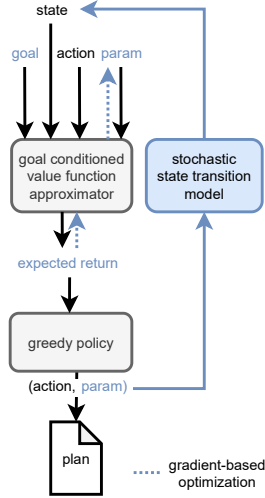 state
goal action param
goal conditioned
value function
approximator
stochastic
state transition
model
expected return
greedy policy
(action, param)
plan
gradient-based
optimization